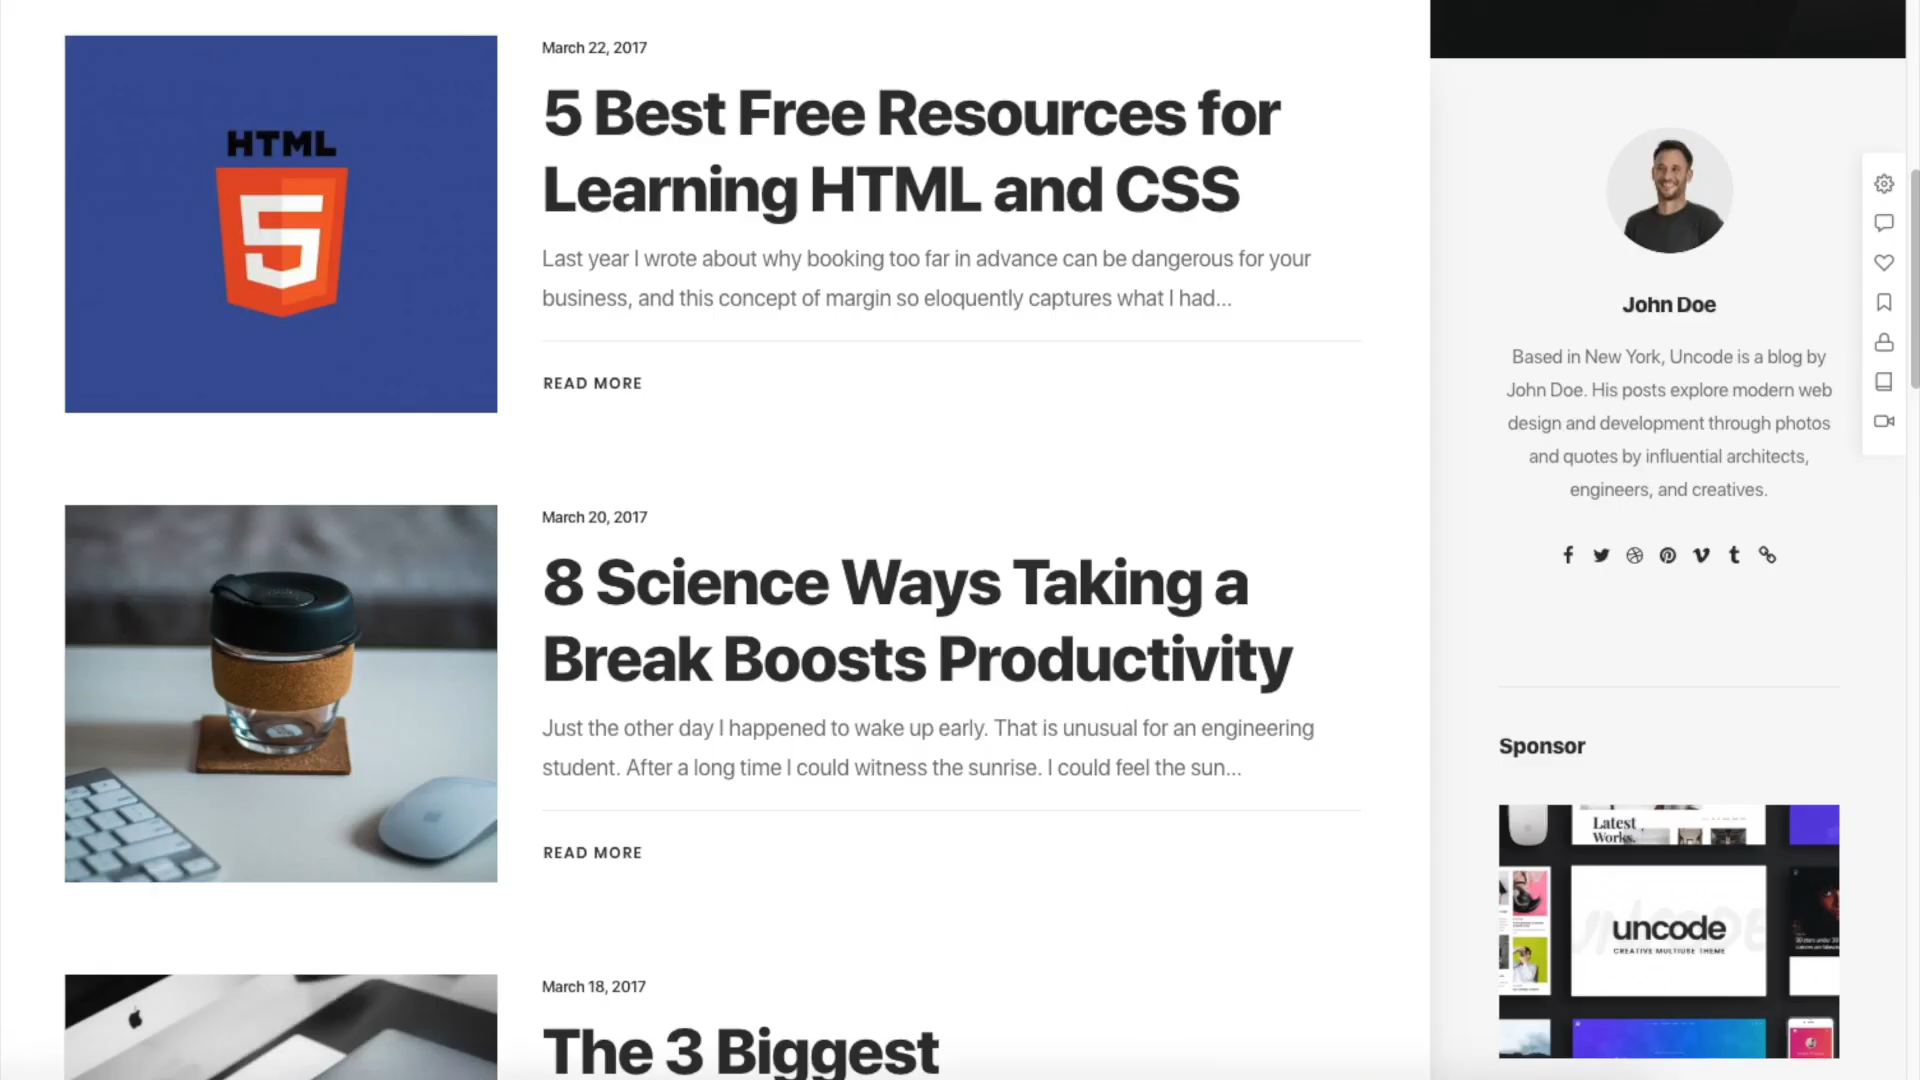 HTML
5
March 22, 2017
5 Best Free Resources for
Learning HTML and CSS
Last year I wrote about why booking too far in advance can be dangerous for your
business, and this concept of margin so eloquently captures what I had...
READ MORE
March 20, 2017
8 Science Ways Taking a
Break Boosts Productivity
Just the other day I happened to wake up early. That is unusual for an engineering
student. After a long time I could witness the sunrise. I could feel the sun...
READ MORE
March 18, 2017
The 3 Biggest
John Doe
Based in New York, Uncode is a blog by
John Doe. His posts explore modern web
design and development through photos
and quotes by influential architects,
engineers, and creatives.
Sponsor
Latest
Works.
uncode
CREATIVE MULTIUSE THEME